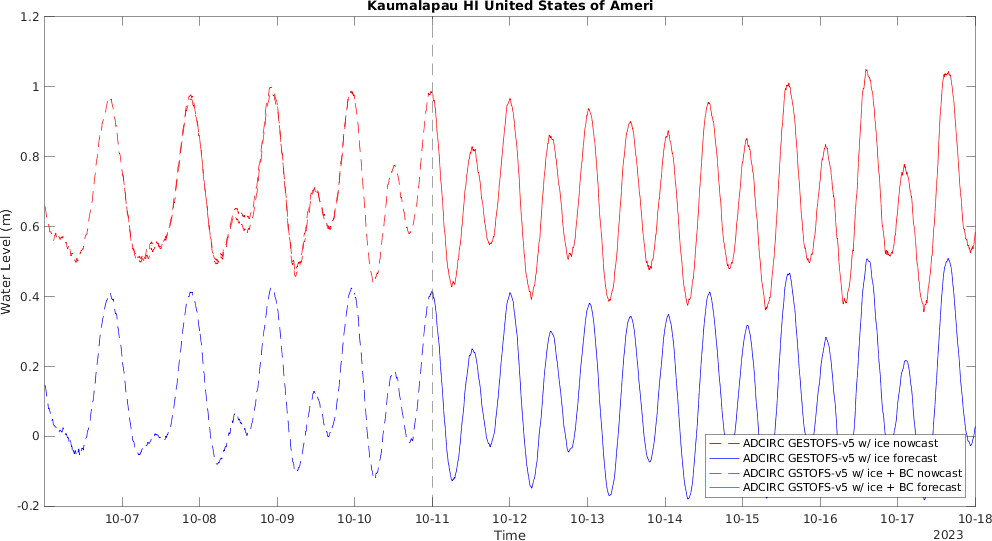 Kaumalapau HI United States of Ameri
Water Level (m)
1.2
1
0.8
0.6
0.4
0.2
0
-0.2
10-07 10-08 10-09 10-10 10-11 10-12 10-13 10-14 10-15 10-16 10-17 10-18
Time
2023
ADCIRC GESTOFS-v5 w/ ice nowcast
ADCIRC GESTOFS-v5 w/ ice forecast
ADCIRC GSTOFS-v5 w/ ice + BC nowcast
ADCIRC GSTOFS-v5 w/ ice + BC forecast